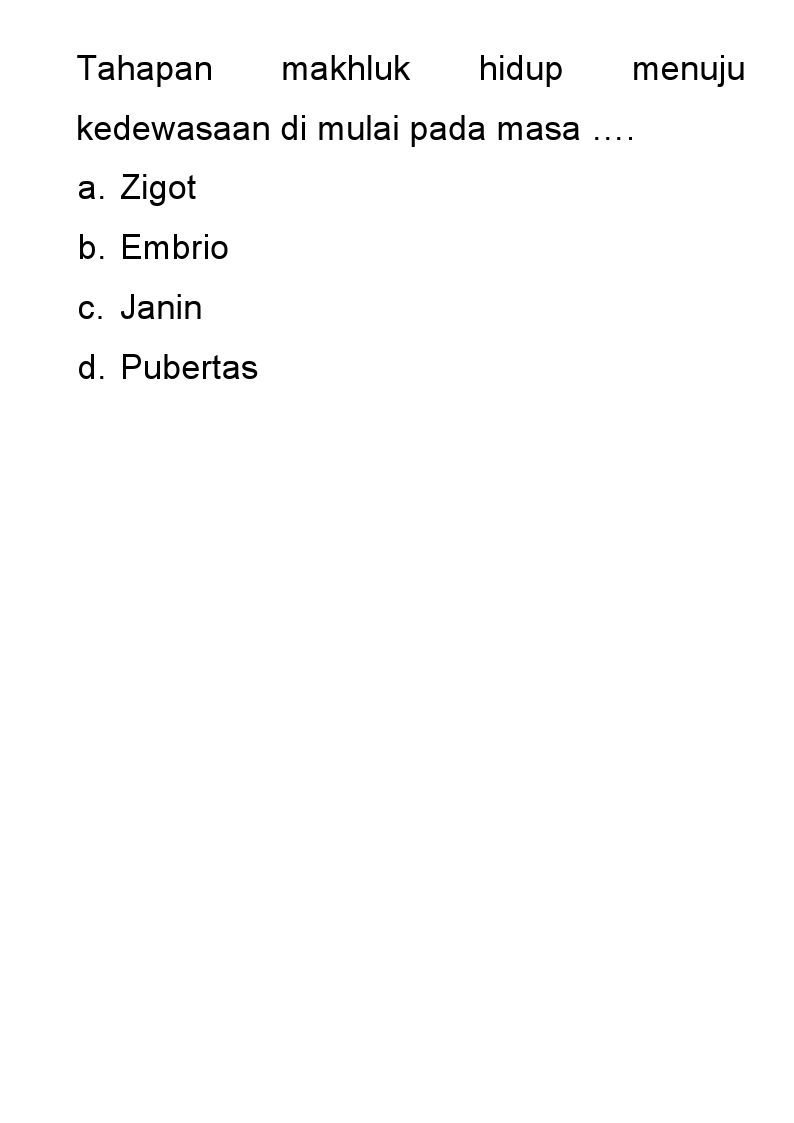 Tahapan makhluk hidup menuju
kedewasaan di mulai pada masa ....
a. Zigot
b. Embrio
c. Janin
d. Pubertas